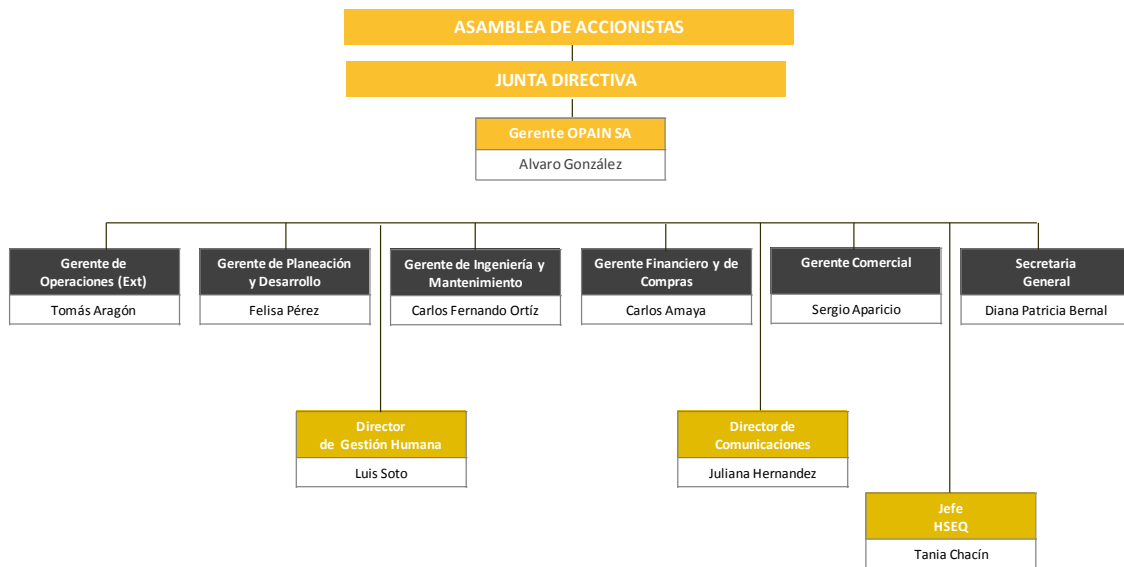 ASAMBLEA DE ACCIONISTAS
JUNTA DIRECTIVA
Gerente OPAIN SA
Alvaro González
Gerente de
Operaciones (Ext)
Tomás Aragón
Gerente de Planeación
y Desarrollo
Felisa Pérez
Gerente de Ingeniería y
Mantenimiento
Carlos Fernando Ortíz
Gerente Financiero y de
Compras
Carlos Amaya
Gerente Comercial
Sergio Aparicio
Secretaria
General
Diana Patricia Bernal
Director
de Gestión Humana
Luis Soto
Director de
Comunicaciones
Juliana Hernandez
Jefe
HSEQ
Tania Chacín